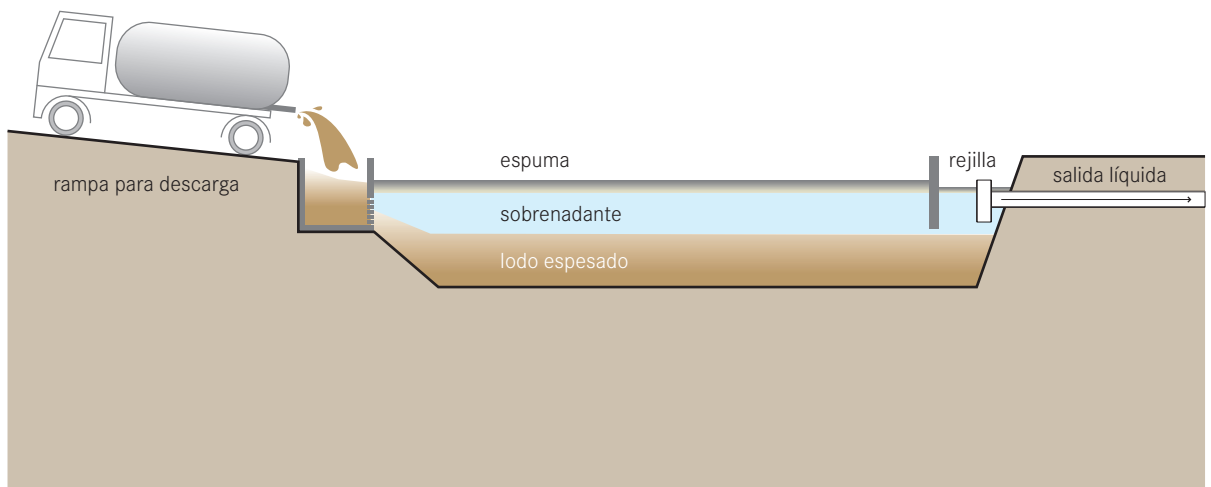 rampa para descarga
espuma
sobrenadante
lodo espesado
rejilla
salida líquida